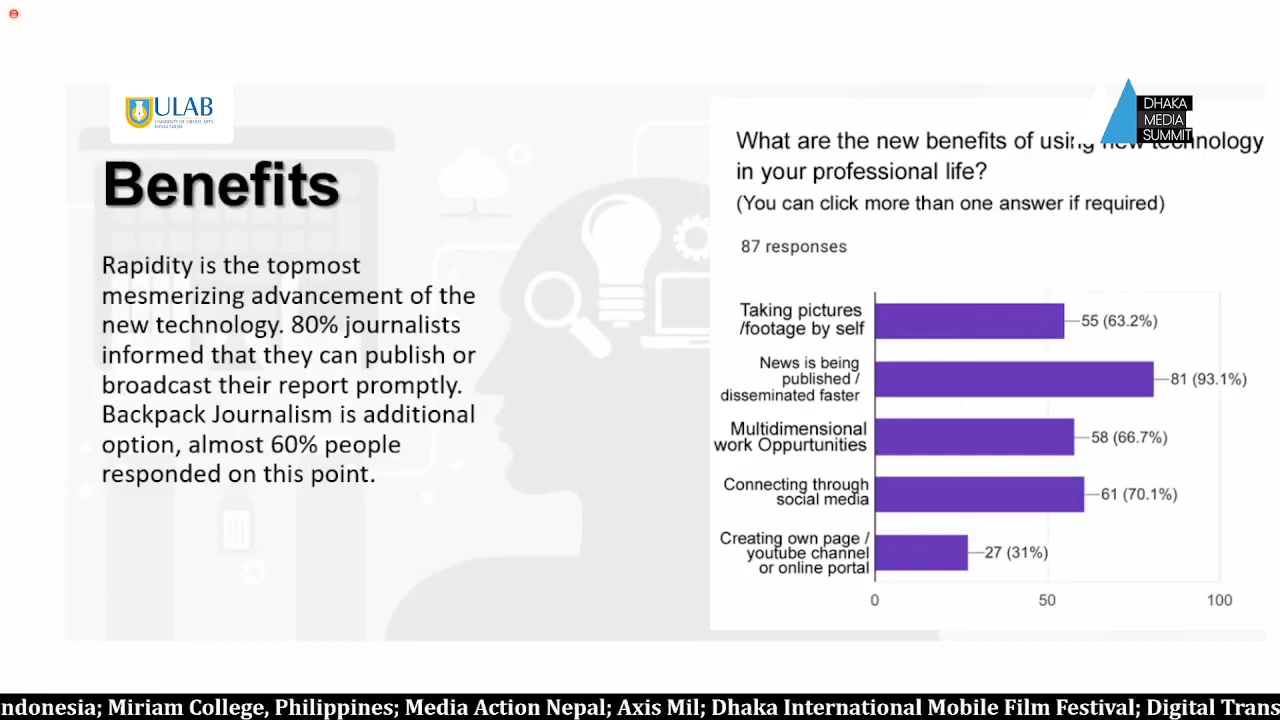 ULAB
UNIVERSITY OF LIBERAL ARTS
BANGLADESH
DHAKA
MEDIA
SUMMIT
Benefits
Rapidity is the topmost
mesmerizing advancement of the
new technology. 80% journalists
informed that they can publish or
broadcast their report promptly.
Backpack Journalism is additional
option, almost 60% people
responded on this point.
What are the new benefits of using new technology
in your professional life?
(You can click more than one answer if required)
87 responses
Taking pictures
/footage by self
55 (63.2%)
News is being
published /
disseminated faster
81 (93.1%)
Multidimensional
work Oppurtunities
58 (66.7%)
Connecting through
social media
61 (70.1%)
Creating own page /
youtube channel
or online portal
27 (31%)
0 50 100
ndonesia; Miriam College, Philippines; Media Action Nepal; Axis Mil; Dhaka International Mobile Film Festival; Digital Trans